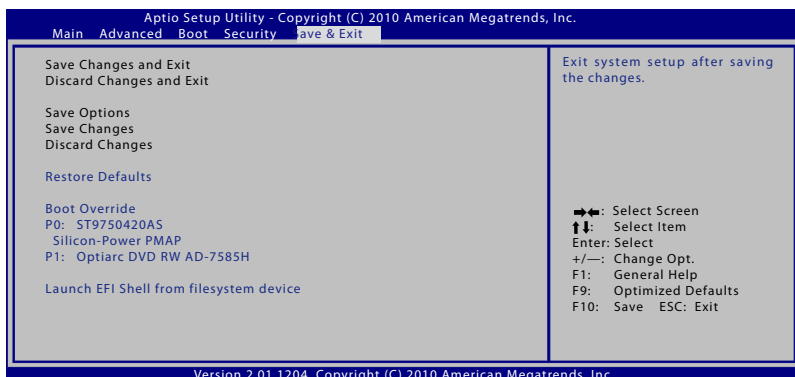 Aptio Setup Utility - Copyright (C) 2010 American Megatrends, Inc.
Main Advanced Boot Security ave & Exit
Save Changes and Exit
Discard Changes and Exit
Save Options
Save Changes
Discard Changes
Restore Defaults
Boot Override
P0: ST9750420AS
Silicon-Power PMAP
P1: Optiarc DVD RW AD-7585H
Launch EFI Shell from filesystem device
Exit system setup after saving
the changes.
➡⬅: Select Screen
⬆⬇: Select Item
Enter: Select
+/—: Change Opt.
F1: General Help
F9: Optimized Defaults
F10: Save ESC: Exit
Version 2.01.1204. Copyright (C) 2010 American Megatrends, Inc.